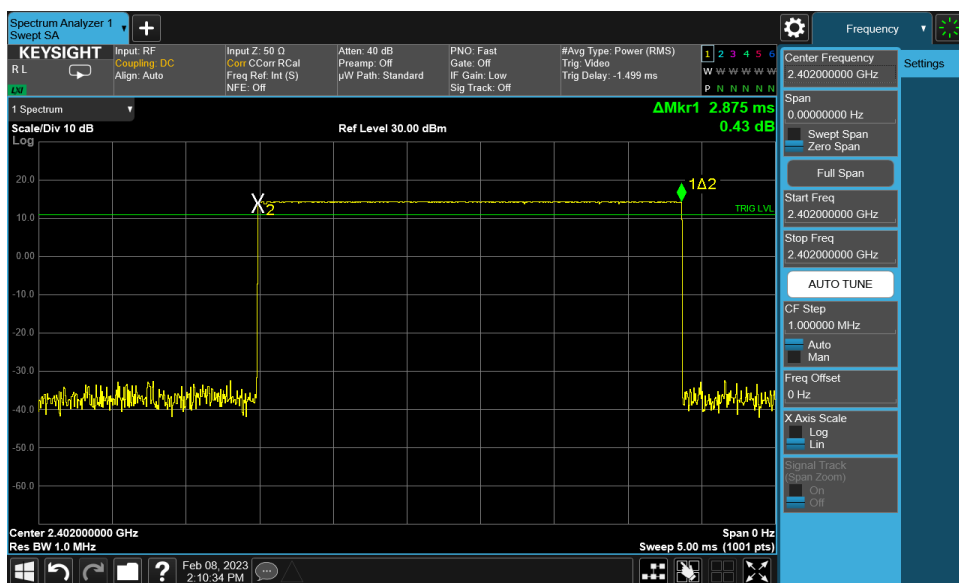 Spectrum Analyzer 1
Swept SA
+
Frequency
KEYSIGHT
R L
LXI
Input: RF
Coupling: DC
Align: Auto
Input Z: 50 Ω
Corr CCorr RCal
Freq Ref: Int (S)
NFE: Off
Atten: 40 dB
Preamp: Off
µW Path: Standard
PNO: Fast
Gate: Off
IF Gain: Low
Sig Track: Off
#Avg Type: Power (RMS)
Trig: Video
Trig Delay: -1.499 ms
1 2 3 4 5 6
W W W W W W
P N N N N N
1 Spectrum
ΔMkr1 2.875 ms
0.43 dB
Scale/Div 10 dB
Ref Level 30.00 dBm
Log
20.0
10.0
0.00
-10.0
-20.0
-30.0
-40.0
-50.0
-60.0
X2
1Δ2
TRIG LVL
Center 2.402000000 GHz
Res BW 1.0 MHz
Span 0 Hz
Sweep 5.00 ms (1001 pts)
Feb 08, 2023
2:10:34 PM
?
Center Frequency
2.402000000 GHz
Settings
Span
0.00000000 Hz
Swept Span
Zero Span
Full Span
Start Freq
2.402000000 GHz
Stop Freq
2.402000000 GHz
AUTO TUNE
CF Step
1.000000 MHz
Auto
Man
Freq Offset
0 Hz
X Axis Scale
Log
Lin
Signal Track
(Span Zoom)
On
Off